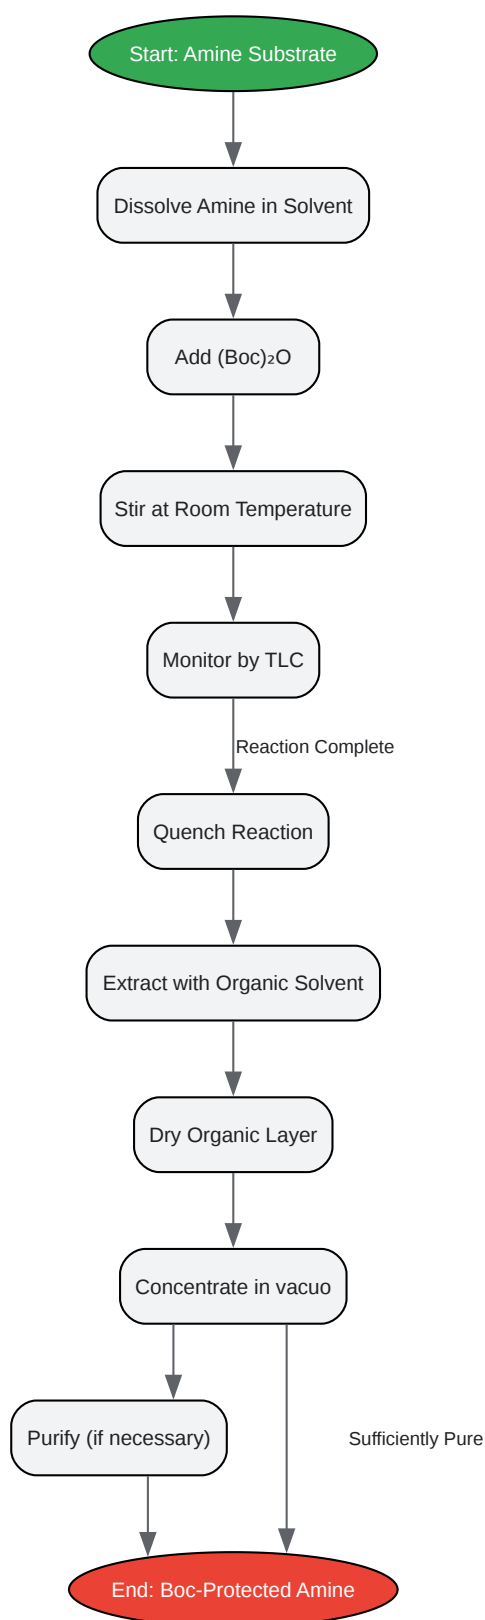 Start: Amine Substrate
Dissolve Amine in Solvent
Add (Boc)₂O
Stir at Room Temperature
Monitor by TLC
Reaction Complete
Quench Reaction
Extract with Organic Solvent
Dry Organic Layer
Concentrate in vacuo
Purify (if necessary)
Sufficiently Pure
End: Boc-Protected Amine